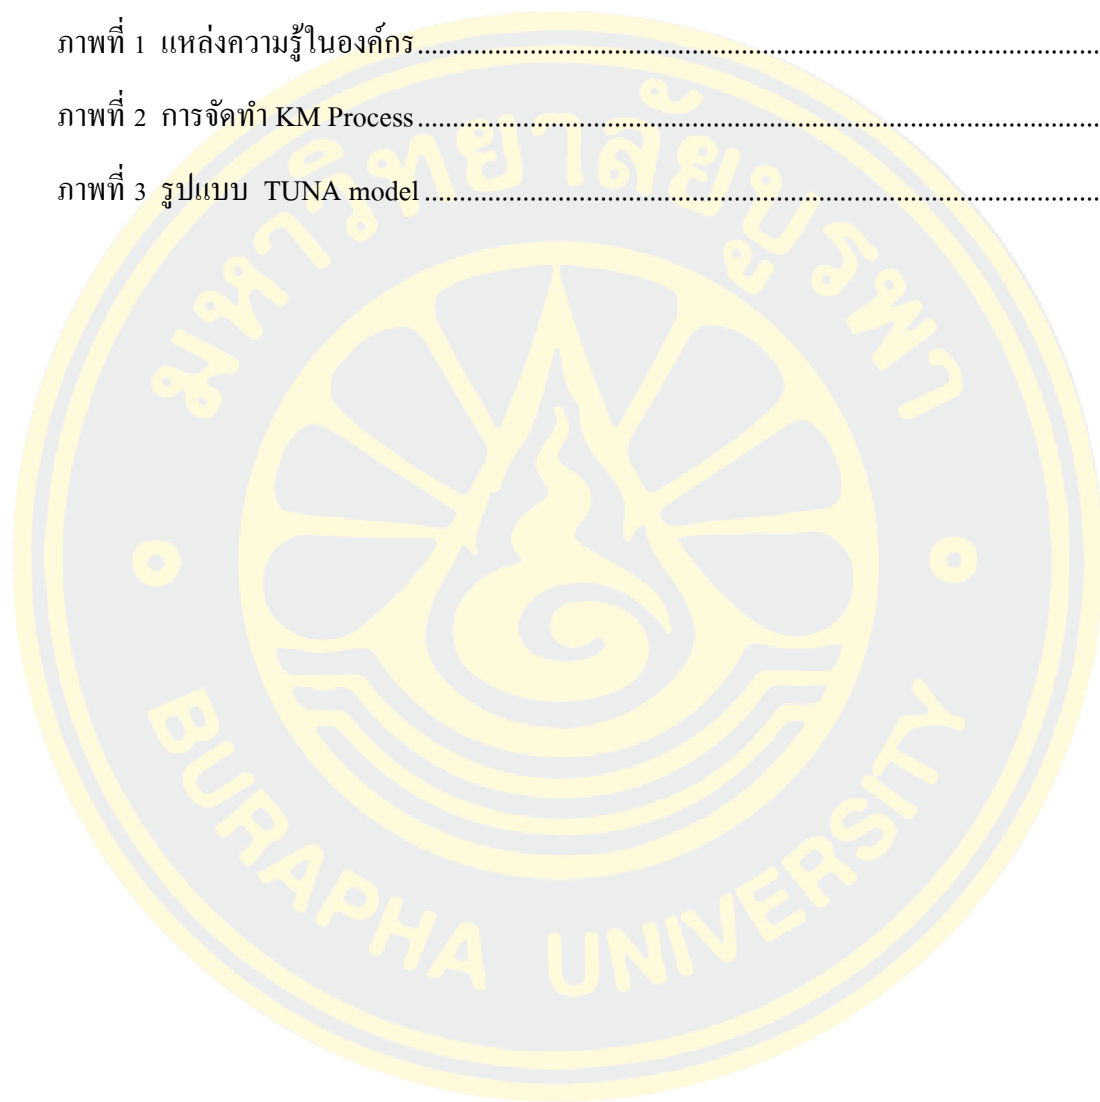 ภาพที่ 1 แหล่งความรู้ในองค์กร
ภาพที่ 2 การจัดทำ KM Process
ภาพที่ 3 รูปแบบ TUNA model
มหาวิทยาลัยบูรพา
BURAPHA UNIVERSITY